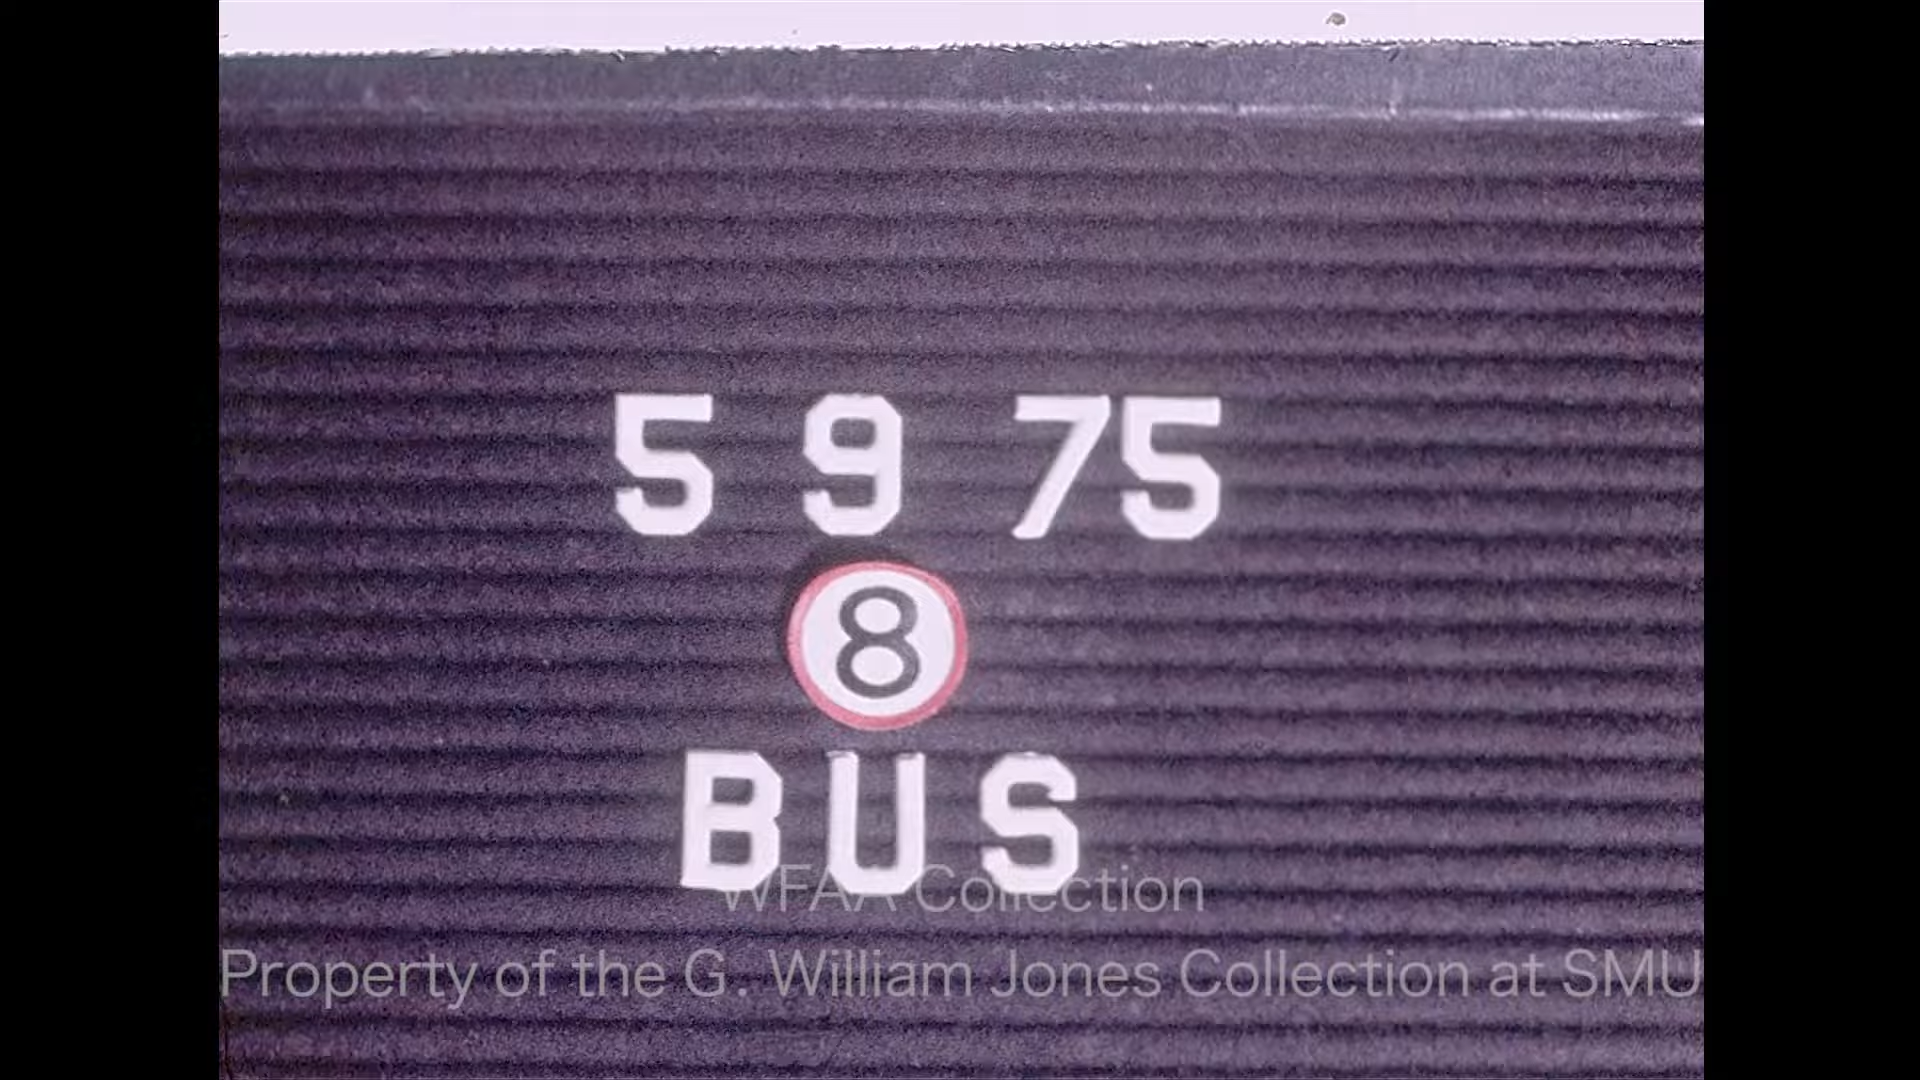 5 9 75
8
BUS
WFAA Collection
Property of the G. William Jones Collection at SMU